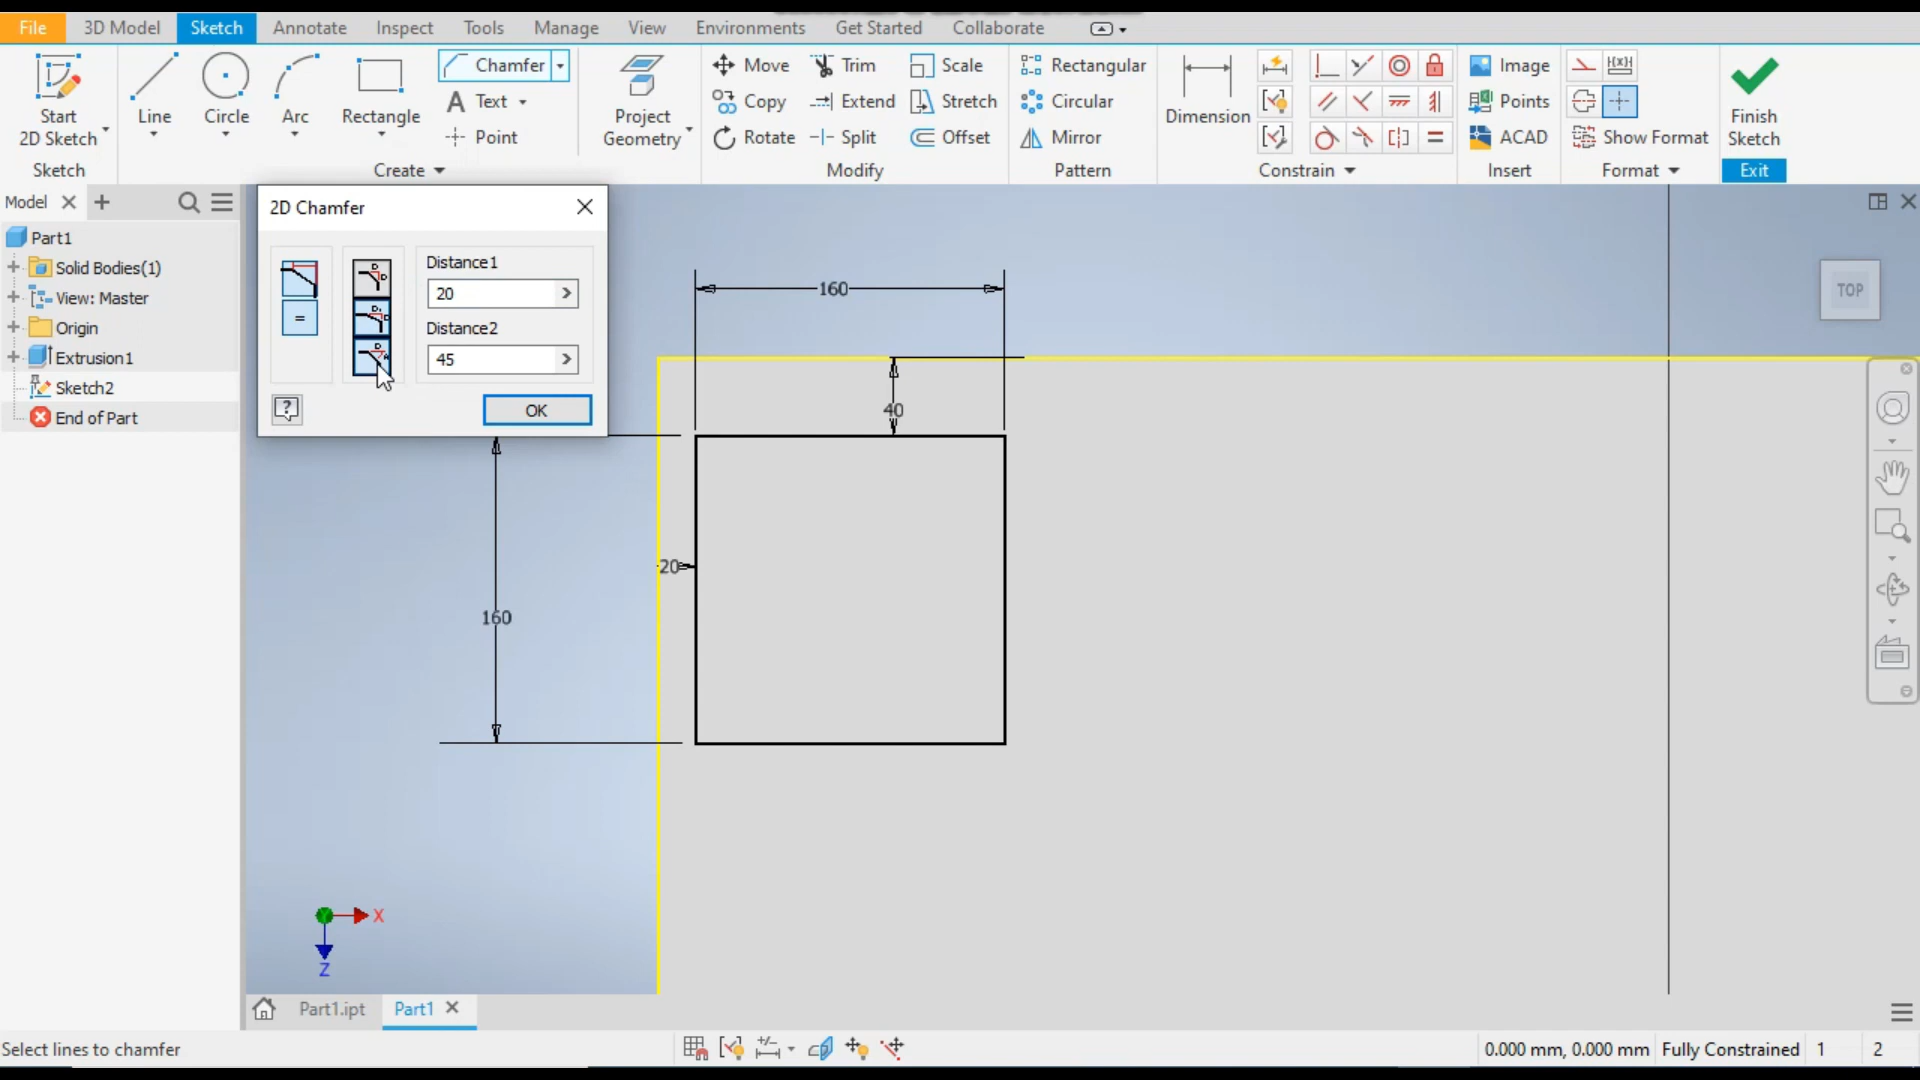 File 3D Model Sketch Annotate Inspect Tools Manage View Environments Get Started Collaborate
Start
2D Sketch
Line
Circle
Arc
Rectangle
Chamfer
Text
Point
Project
Geometry
Move
Copy
Rotate
Trim
Extend
Split
Scale
Stretch
Offset
Rectangular
Circular
Mirror
Dimension
Image
Points
ACAD
Show Format
Finish
Sketch
Sketch
Create
Modify
Pattern
Constrain
Insert
Format
Exit
Model
Part1
Solid Bodies(1)
View: Master
Origin
Extrusion1
Sketch2
End of Part
2D Chamfer
Distance1
20
Distance2
45
OK
160
40
20
160
TOP
X
Z
Part1.ipt
Part1
Select lines to chamfer
0.000 mm, 0.000 mm Fully Constrained 1 2